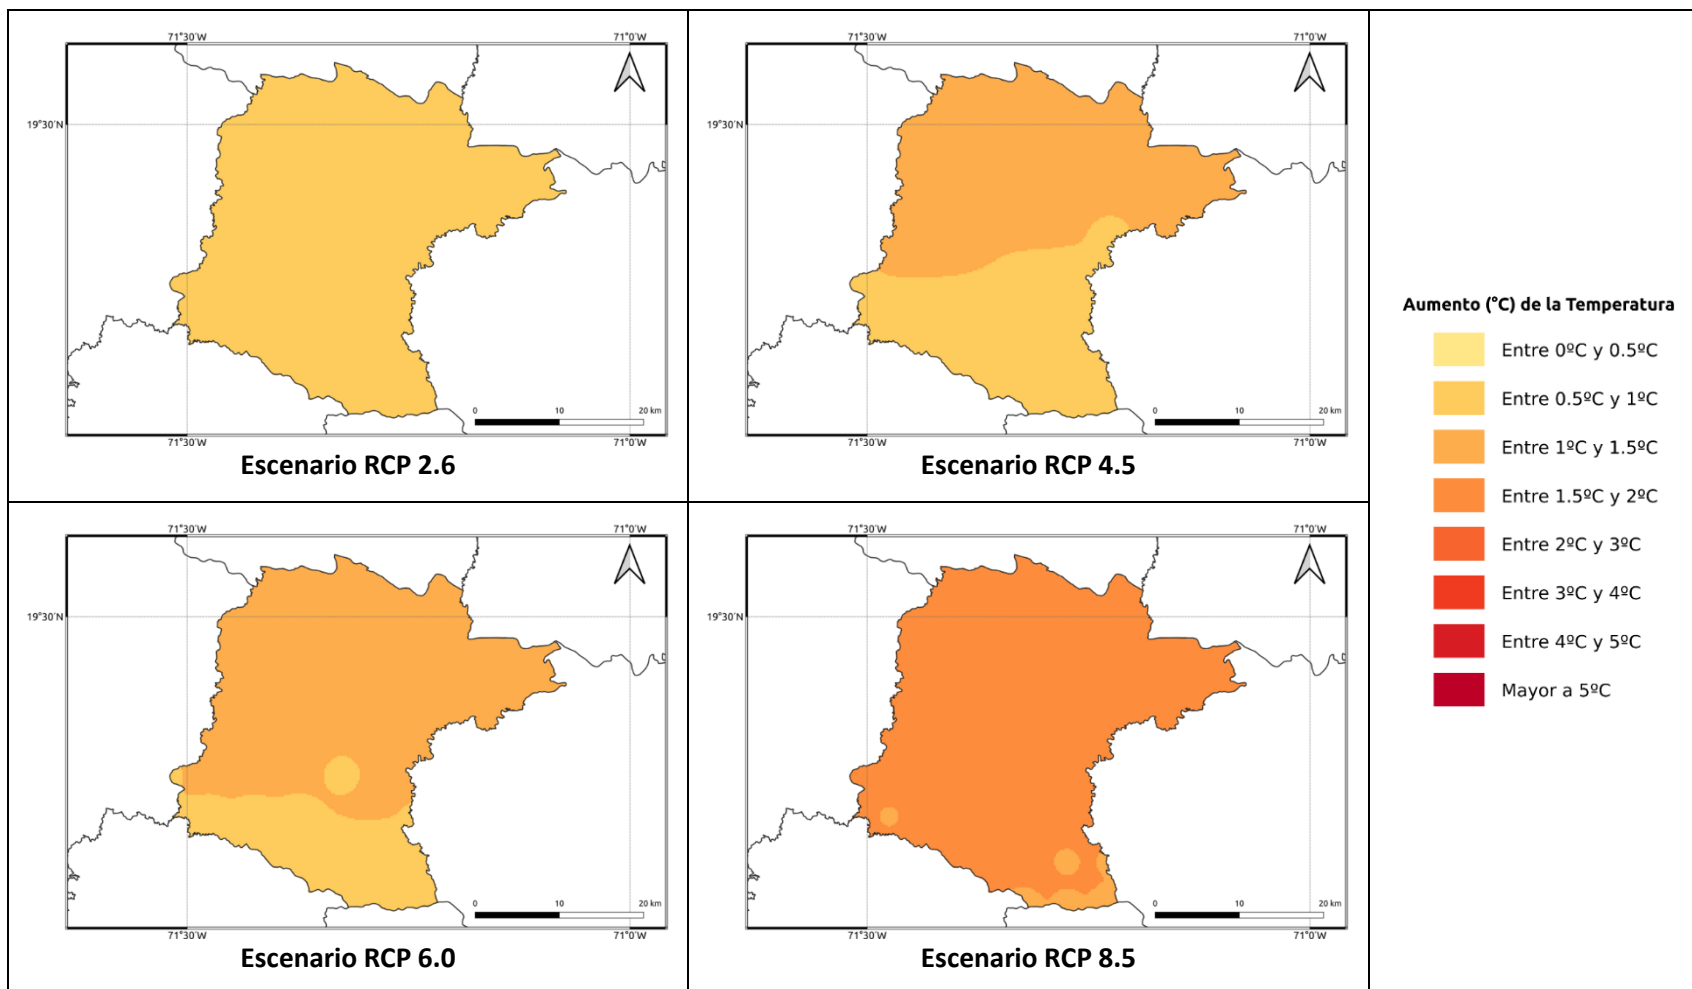 71°30'W
71°0'W
19°30'N
0
10
20 km
71°30'W
71°0'W
Escenario RCP 2.6
71°30'W
71°0'W
19°30'N
0
10
20 km
71°30'W
71°0'W
Escenario RCP 4.5
71°30'W
71°0'W
19°30'N
0
10
20 km
71°30'W
71°0'W
Escenario RCP 6.0
71°30'W
71°0'W
19°30'N
0
10
20 km
71°30'W
71°0'W
Escenario RCP 8.5
Aumento (°C) de la Temperatura
Entre 0ºC y 0.5ºC
Entre 0.5ºC y 1ºC
Entre 1ºC y 1.5ºC
Entre 1.5ºC y 2ºC
Entre 2ºC y 3ºC
Entre 3ºC y 4ºC
Entre 4ºC y 5ºC
Mayor a 5ºC